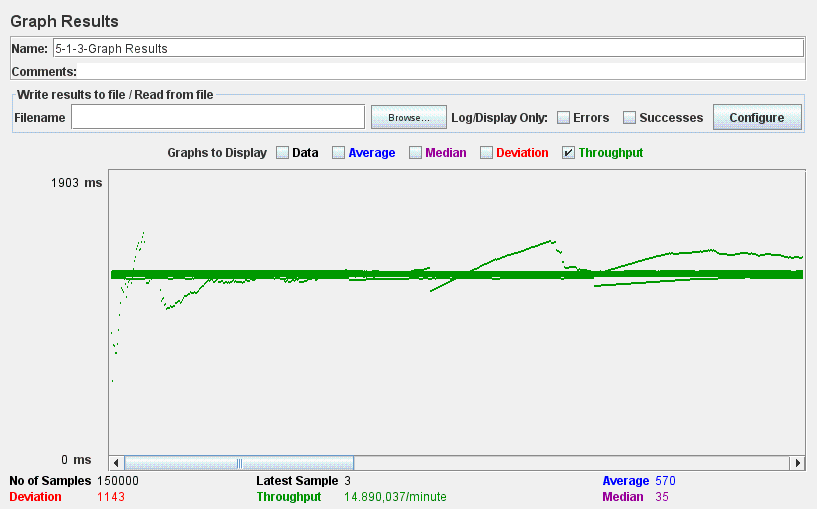 Graph Results
Name: 5-1-3-Graph Results
Comments:
Write results to file / Read from file
Filename Browse... Log/Display Only: Errors Successes Configure
Graphs to Display Data Average Median Deviation Throughput
1903 ms
0 ms
No of Samples 150000 Latest Sample 3 Average 570
Deviation 1143 Throughput 14.890,037/minute Median 35